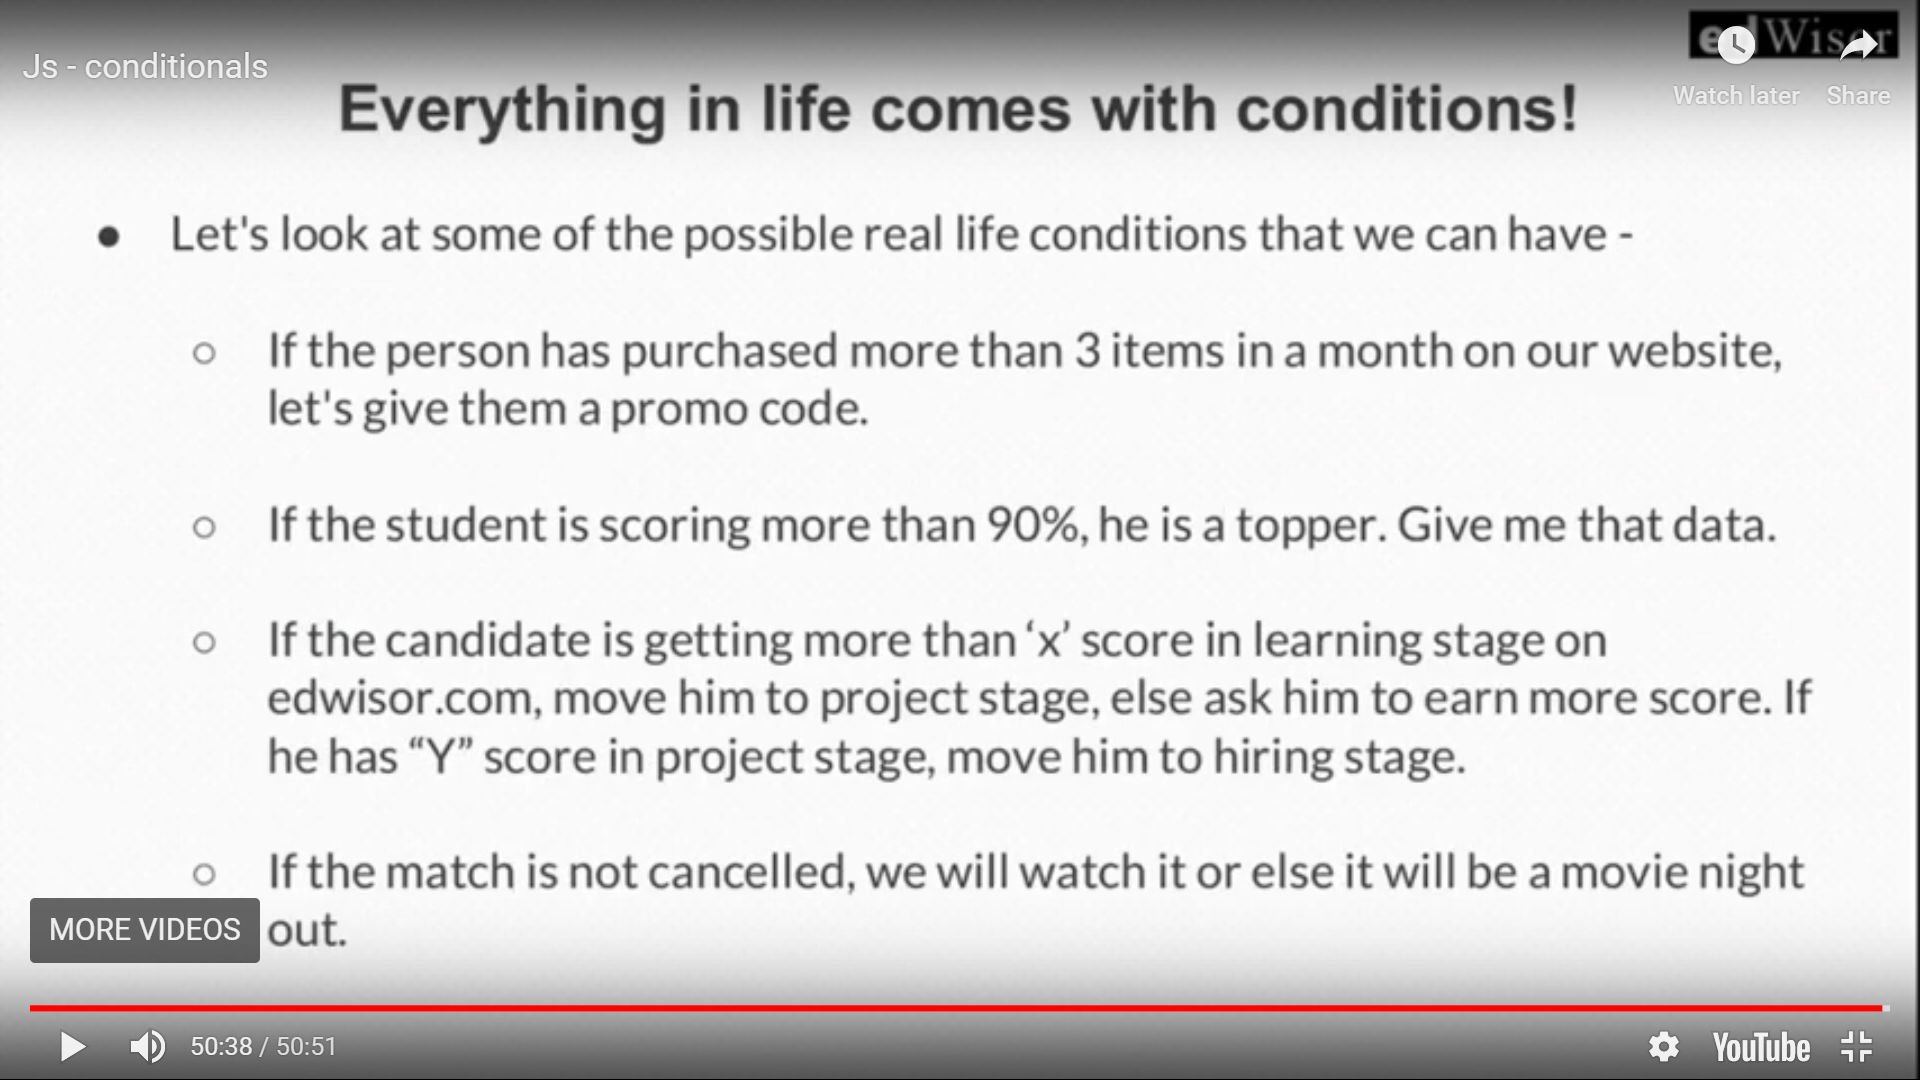 edWisor
Js - conditionals
Watch later Share
Everything in life comes with conditions!
● Let's look at some of the possible real life conditions that we can have -
○ If the person has purchased more than 3 items in a month on our website,
let's give them a promo code.
○ If the student is scoring more than 90%, he is a topper. Give me that data.
○ If the candidate is getting more than ‘x’ score in learning stage on
edwisor.com, move him to project stage, else ask him to earn more score. If
he has “Y” score in project stage, move him to hiring stage.
○ If the match is not cancelled, we will watch it or else it will be a movie night
out.
MORE VIDEOS
50:38 / 50:51
YouTube